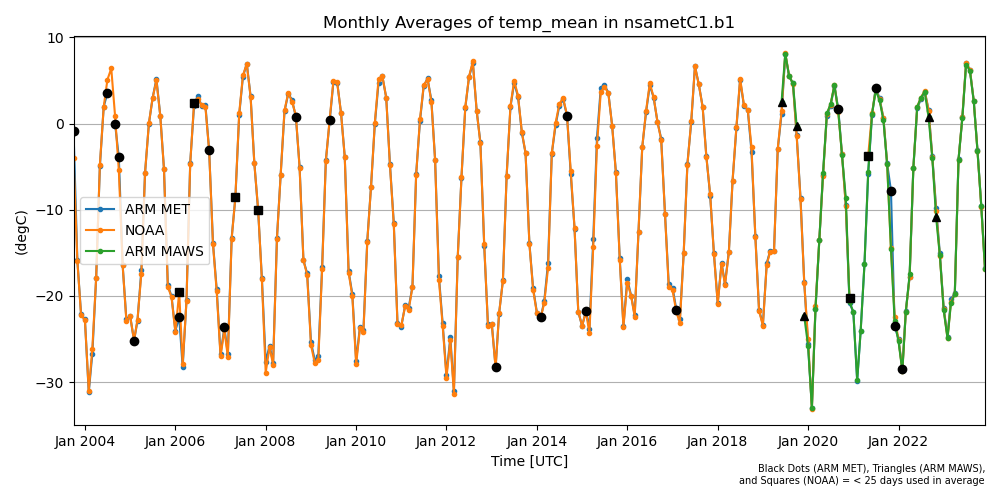 Monthly Averages of temp_mean in nsametC1.b1
10
5
0
−10
−20
−30
(degC)
ARM MET
NOAA
ARM MAWS
Jan 2004 Jan 2006 Jan 2008 Jan 2010 Jan 2012 Jan 2014 Jan 2016 Jan 2018 Jan 2020 Jan 2022
Time [UTC]
Black Dots (ARM MET), Triangles (ARM MAWS),
and Squares (NOAA) = < 25 days used in average